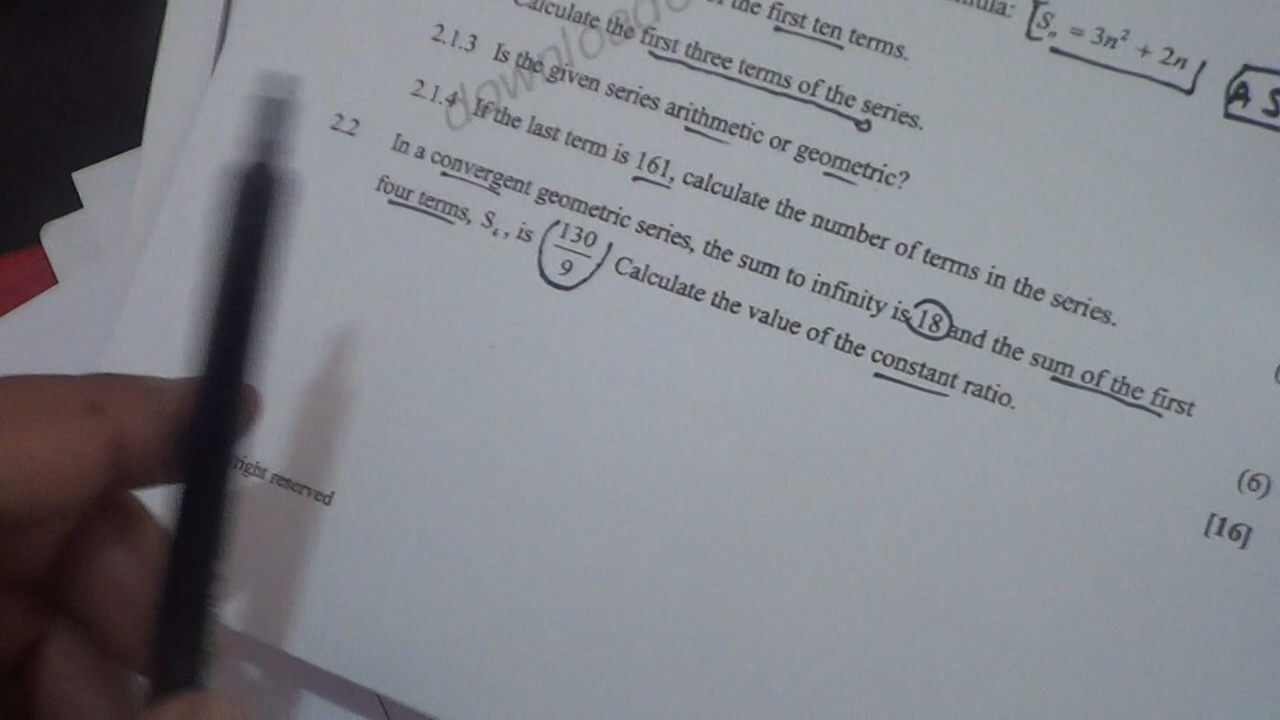 the first ten terms.
Sₙ = 3n² + 2n
Calculate the first three terms of the series.
A S
2.1.3 Is the given series arithmetic or geometric?
2.1.4 If the last term is 161, calculate the number of terms in the series.
2.2 In a convergent geometric series, the sum to infinity is 18 and the sum of the first
four terms, S₄, is 130/9. Calculate the value of the constant ratio.
(6)
[16]
right reserved